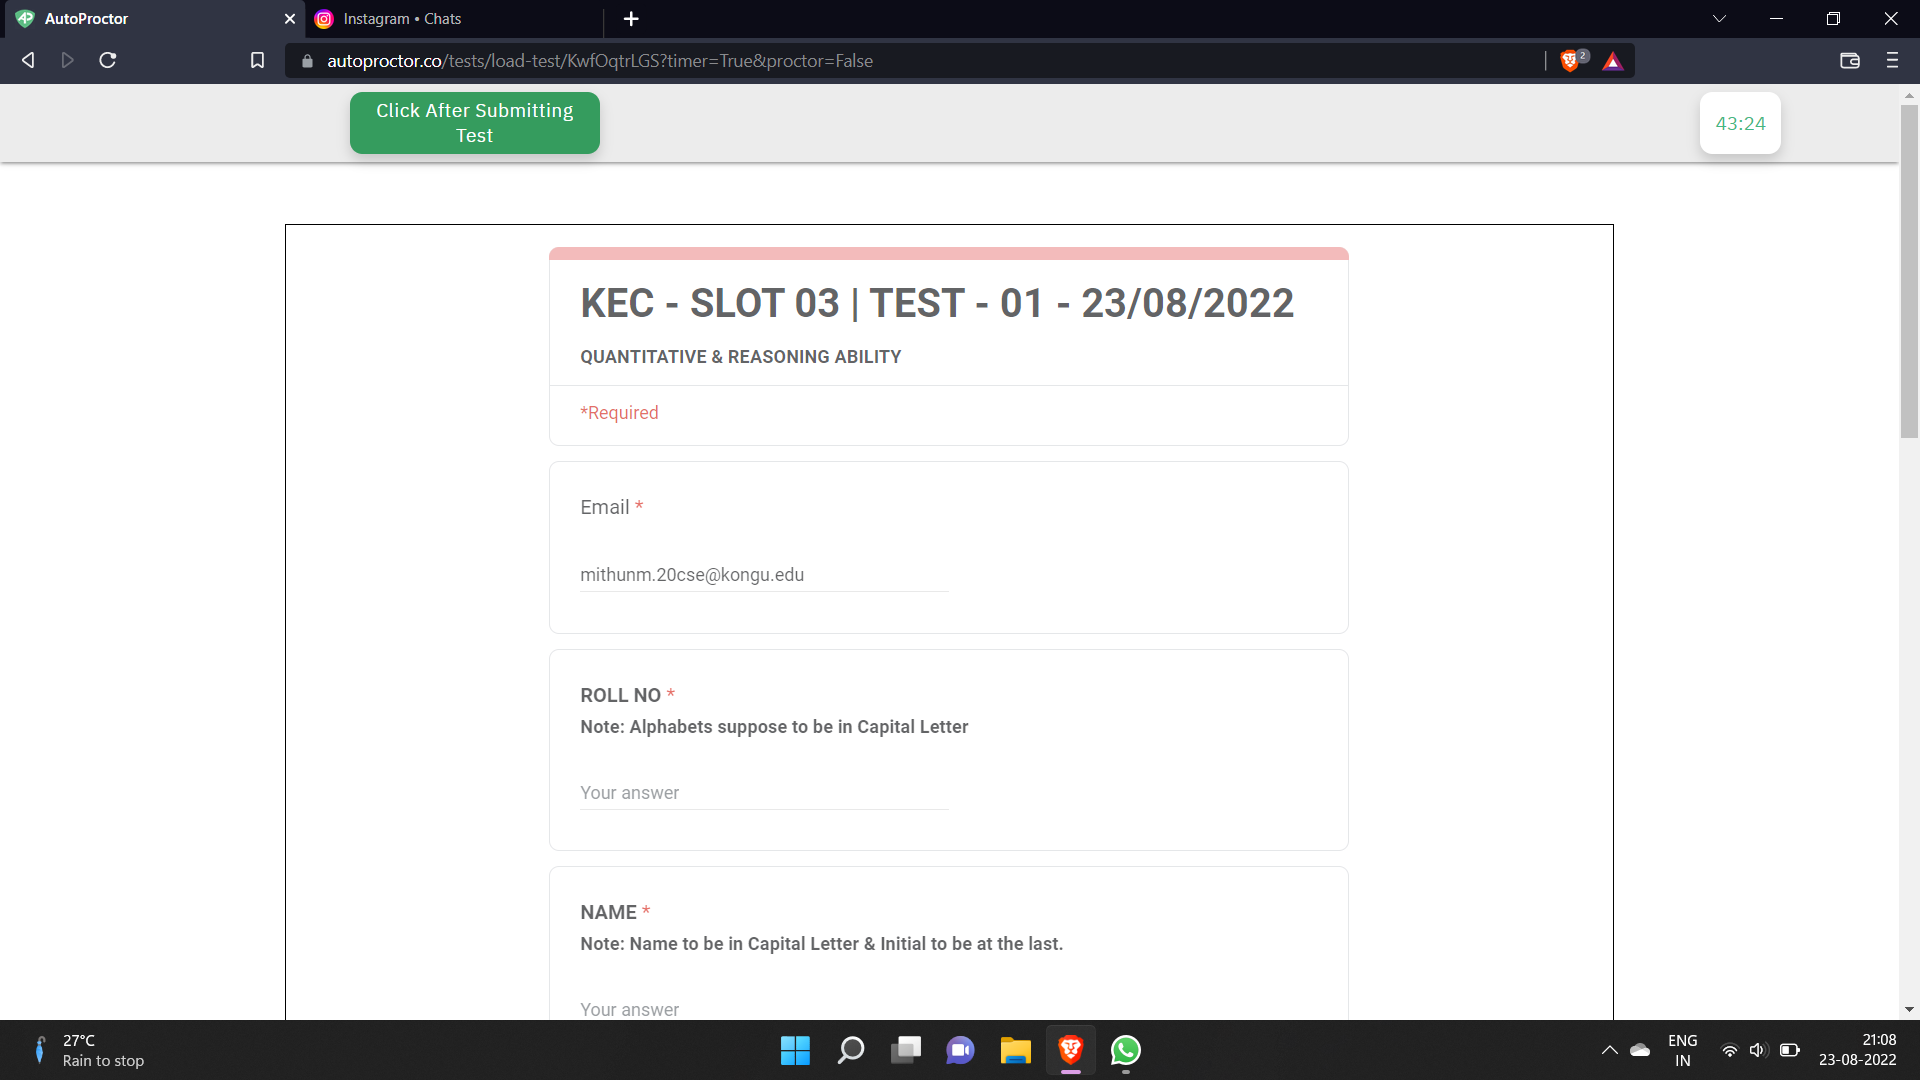 AutoProctor
Instagram • Chats
autoproctor.co/tests/load-test/KwfOqtrLGS?timer=True&proctor=False
2
Click After Submitting
Test
43:24
KEC - SLOT 03 | TEST - 01 - 23/08/2022
QUANTITATIVE & REASONING ABILITY
*Required
Email *
mithunm.20cse@kongu.edu
ROLL NO *
Note: Alphabets suppose to be in Capital Letter
Your answer
NAME *
Note: Name to be in Capital Letter & Initial to be at the last.
Your answer
27°C
Rain to stop
ENG
IN
21:08
23-08-2022